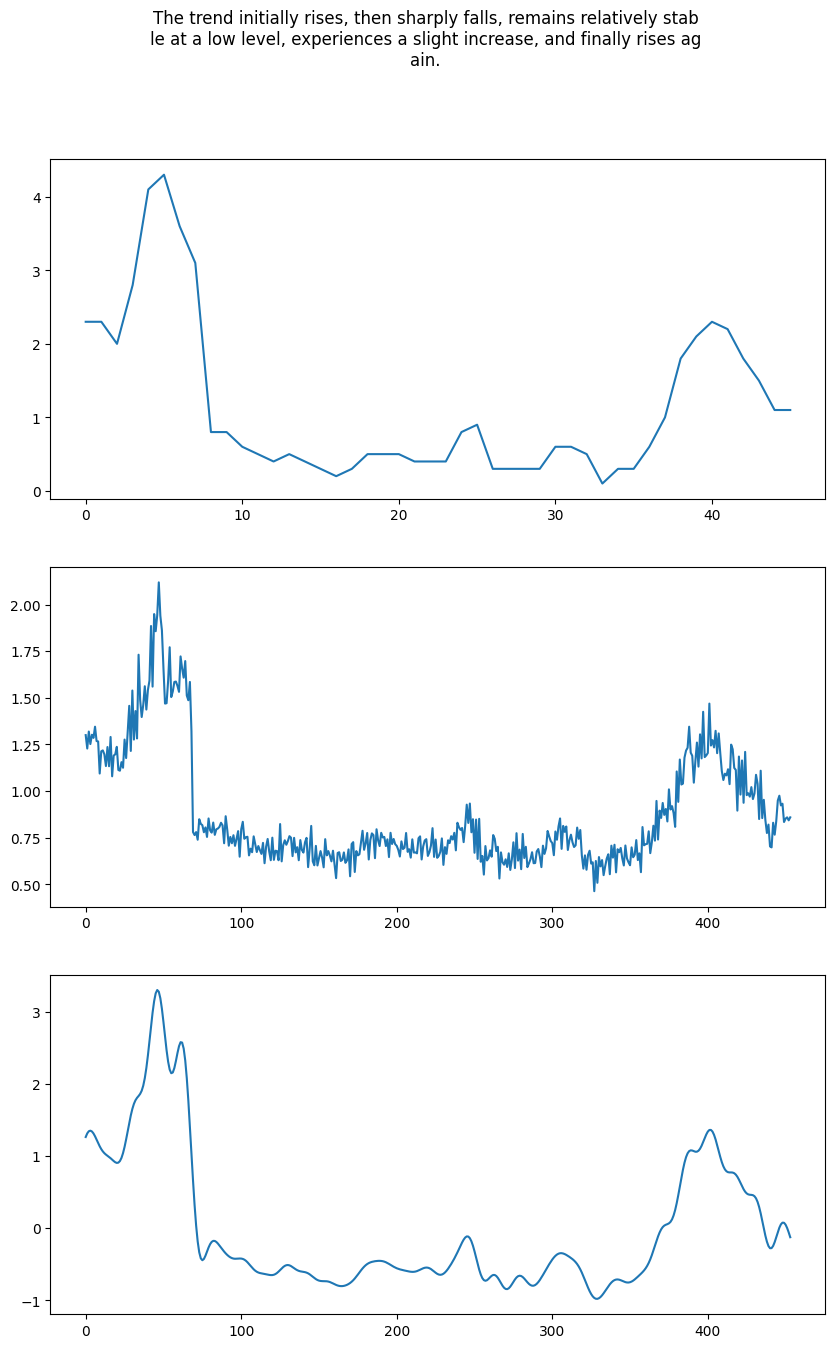 The trend initially rises, then sharply falls, remains relatively stab
le at a low level, experiences a slight increase, and finally rises ag
ain.
4
3
2
1
0
0 10 20 30 40
2.00
1.75
1.50
1.25
1.00
0.75
0.50
0 100 200 300 400
3
2
1
0
−1
0 100 200 300 400